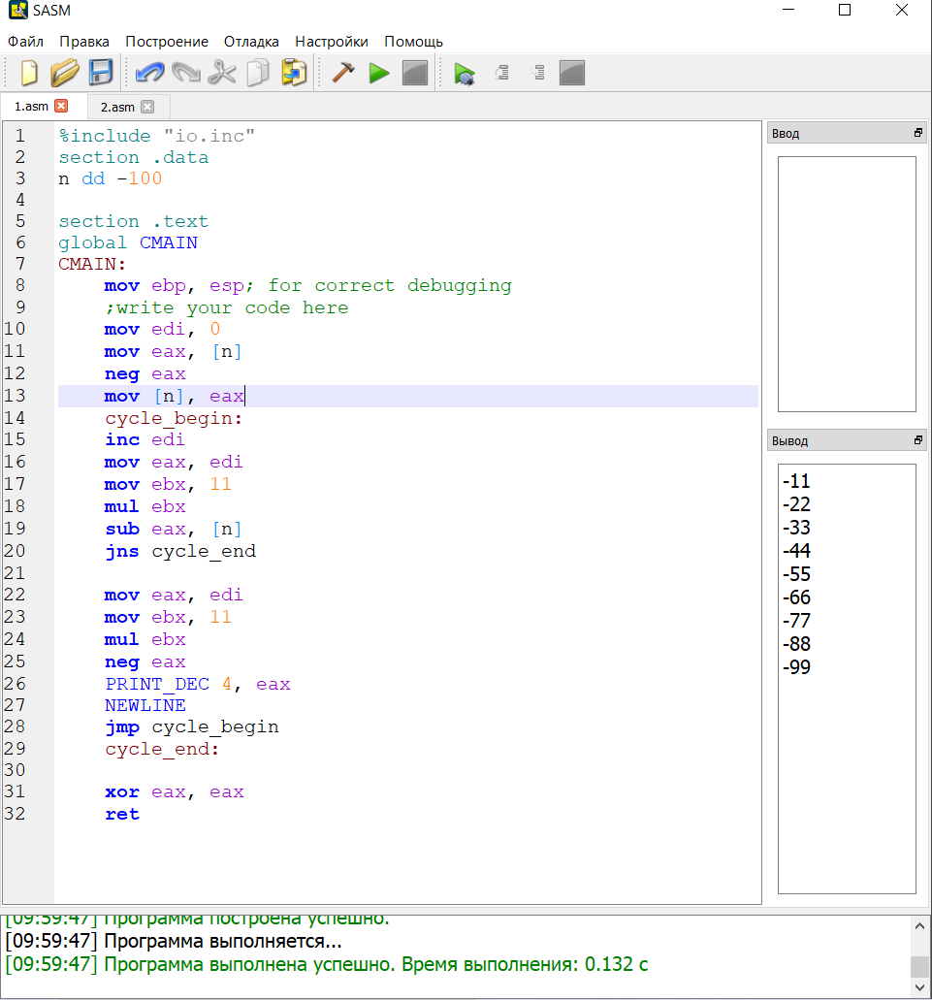 SASM
Файл Правка Построение Отладка Настройки Помощь
1.asm 2.asm
1 %include "io.inc"
2 section .data
3 n dd -100
4
5 section .text
6 global CMAIN
7 CMAIN:
8 mov ebp, esp; for correct debugging
9 ;write your code here
10 mov edi, 0
11 mov eax, [n]
12 neg eax
13 mov [n], eax
14 cycle_begin:
15 inc edi
16 mov eax, edi
17 mov ebx, 11
18 mul ebx
19 sub eax, [n]
20 jns cycle_end
21
22 mov eax, edi
23 mov ebx, 11
24 mul ebx
25 neg eax
26 PRINT_DEC 4, eax
27 NEWLINE
28 jmp cycle_begin
29 cycle_end:
30
31 xor eax, eax
32 ret
Ввод
Вывод
-11
-22
-33
-44
-55
-66
-77
-88
-99
[09:59:47] Программа построена успешно.
[09:59:47] Программа выполняется...
[09:59:47] Программа выполнена успешно. Время выполнения: 0.132 с